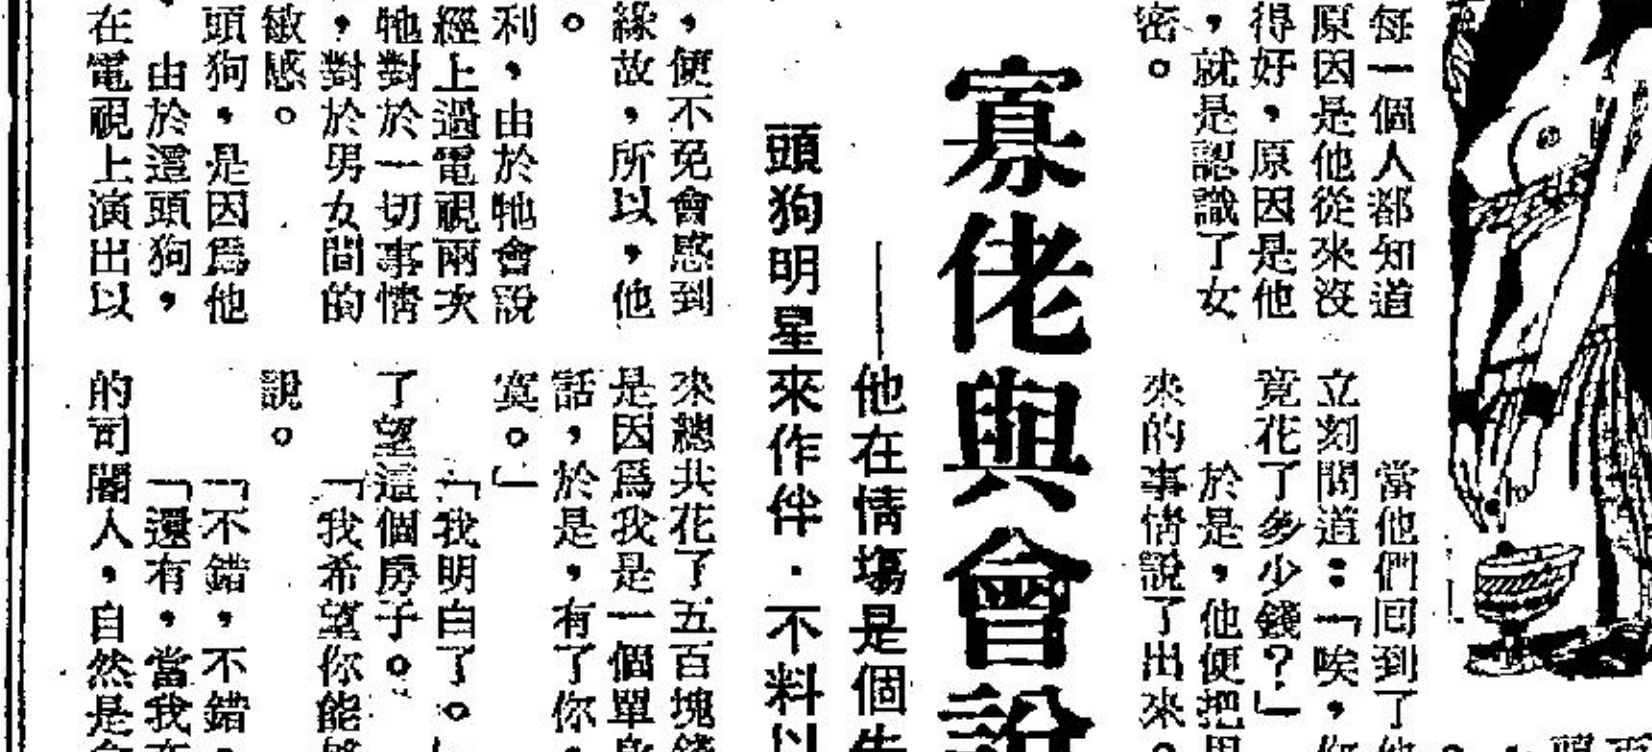 每一個人都知道
原因是他從來沒
得好，原因是他
，就是認識了女
密。
當他們囘到了
立刻問道：「唉，你
竟花了多少錢？」
於是，他便把
來的事情說了出來。
寡佬與會說
——他在情場是個失
頭狗明星來作伴．不料以
，便不免會感到
緣故，所以，他
。
利，由於牠會說
經上過電視兩次
牠對於一切事情
，對於男女間的
敏感。
頭狗，是因爲他
，由於這頭狗，
在電視上演出以
來總共花了五百塊錢
是因爲我是一個單身
話，於是，有了你，
寞。」
「我明白了。」
了望這個房子。
「我希望你能夠
說。
「不錯，不錯，
「還有，當我在
的司閽人，自然是